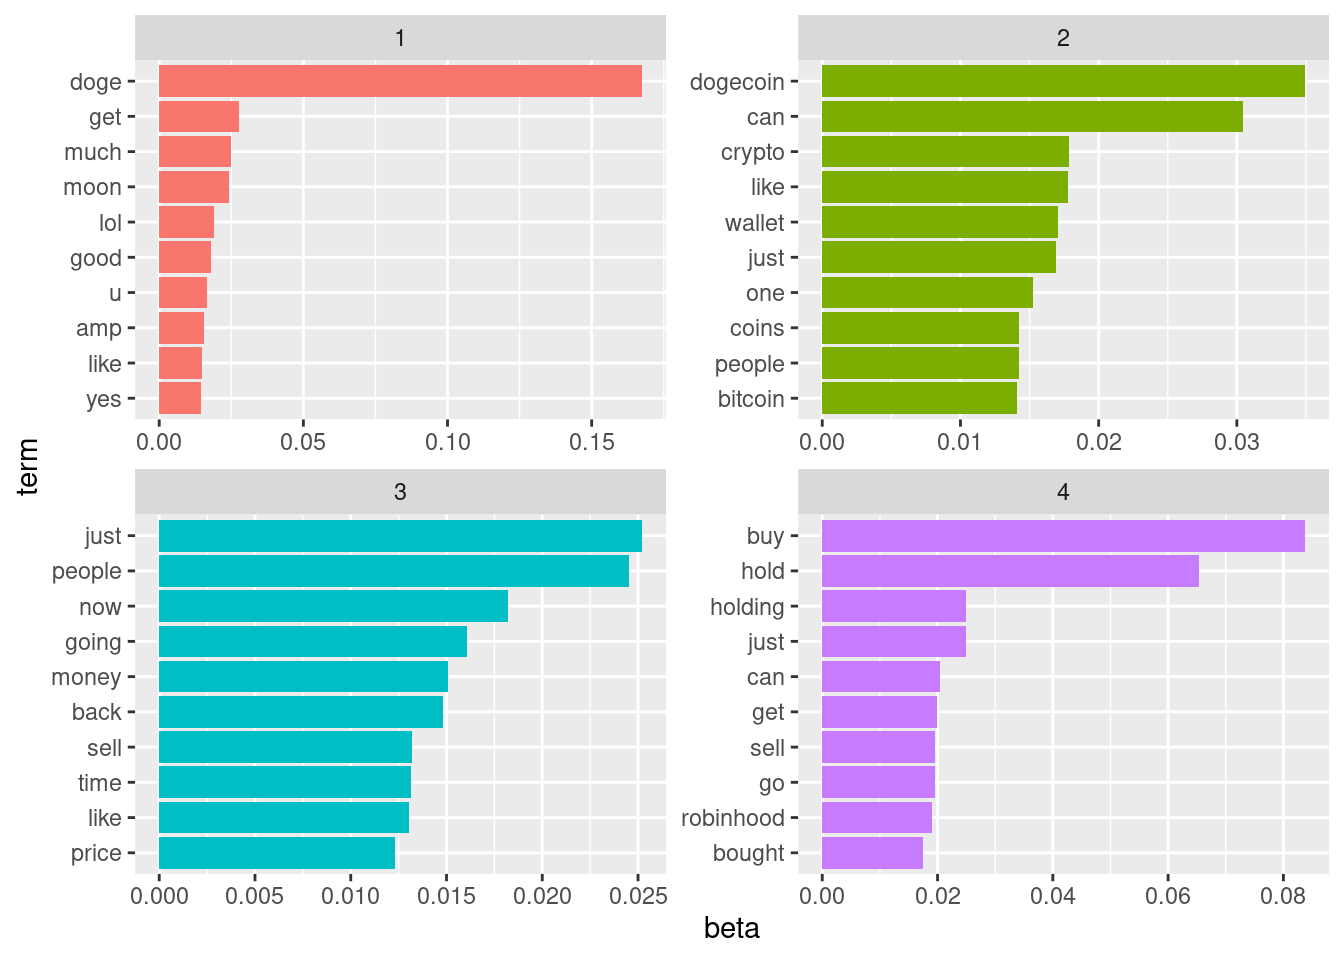 1
doge
get
much
moon
lol
good
u
amp
like
yes
0.00 0.05 0.10 0.15
2
dogecoin
can
crypto
like
wallet
just
one
coins
people
bitcoin
0.00 0.01 0.02 0.03
term
3
just
people
now
going
money
back
sell
time
like
price
0.000 0.005 0.010 0.015 0.020 0.025
4
buy
hold
holding
just
can
get
sell
go
robinhood
bought
0.00 0.02 0.04 0.06 0.08
beta